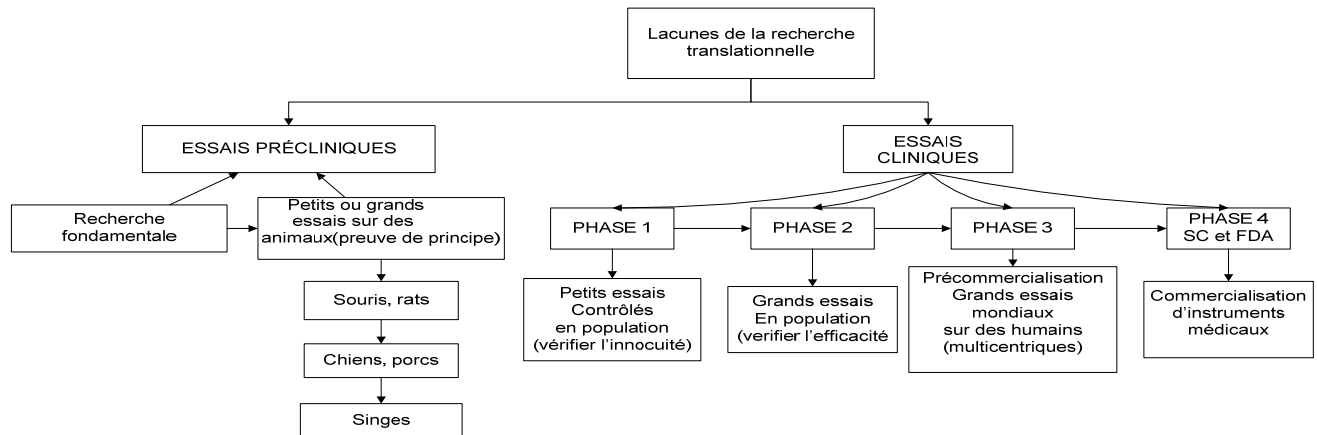 Lacunes de la recherche
translationnelle
ESSAIS PRÉCLINIQUES
ESSAIS
CLINIQUES
Recherche
fondamentale
Petits ou grands
essais sur des
animaux(preuve de principe)
Souris, rats
Chiens, porcs
Singes
PHASE 1
PHASE 2
PHASE 3
PHASE 4
SC et FDA
Petits essais
Contrôlés
en population
(vérifier l'innocuité)
Grands essais
En population
(verifier l'efficacité
Précommercialisation
Grands essais
mondiaux
sur des humains
(multicentriques)
Commercialisation
d'instruments
médicaux